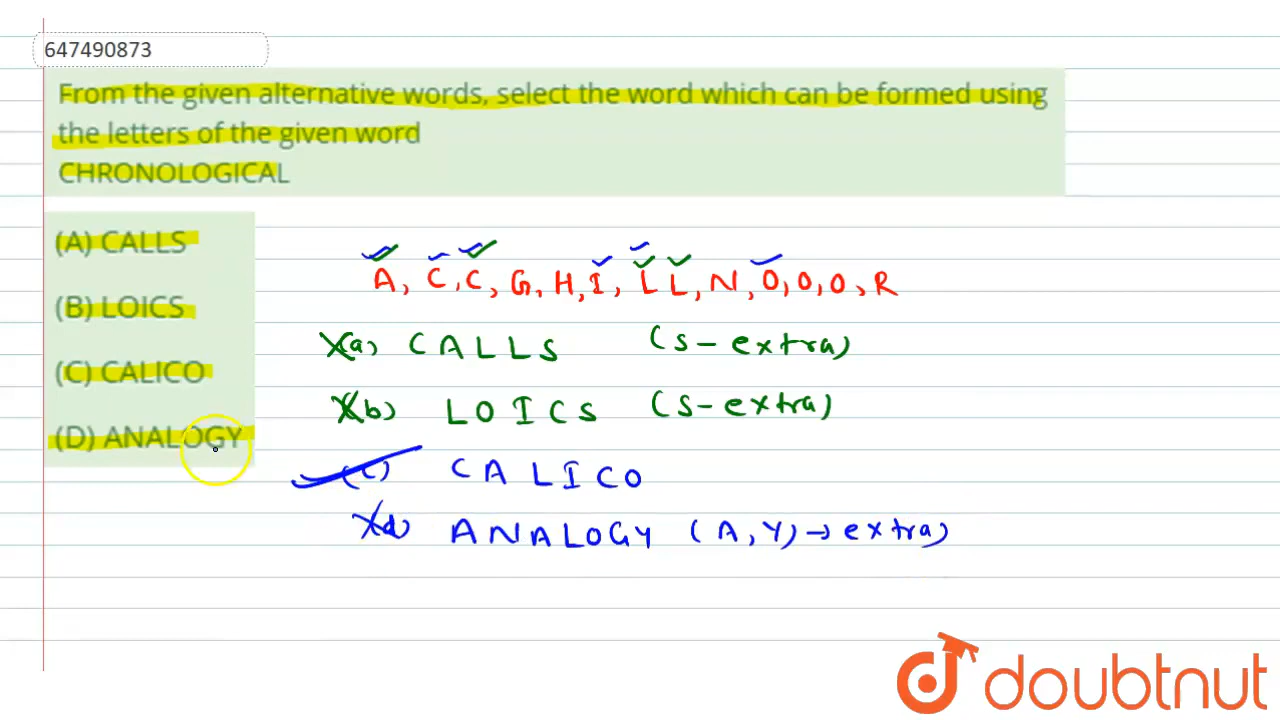 647490873
From the given alternative words, select the word which can be formed using
the letters of the given word
CHRONOLOGICAL
(A) CALLS
(B) LOICS
(C) CALICO
(D) ANALOGY
A, C, C, G, H, I, L L, N, O, O, O, R
(a) CALLS (S - extra)
(b) LOICS (S - extra)
(c) CALICO
(d) ANALOGY (A, Y) → extra)
doubtnut